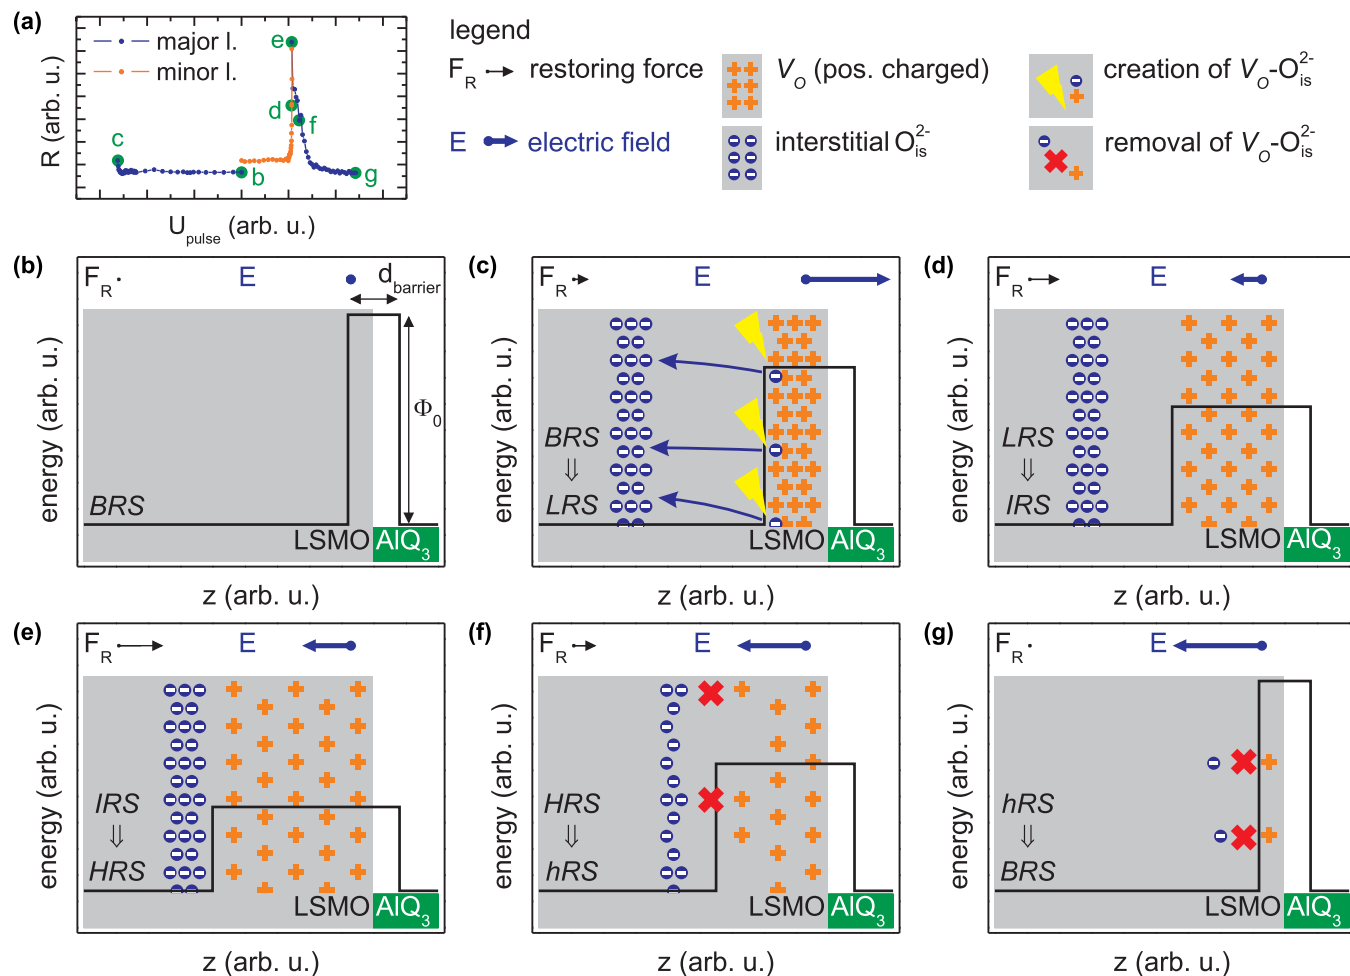 (a)
major l.
minor l.
c
e
d
f
b
g
R (arb. u.)
U_pulse (arb. u.)
legend
F_R restoring force
V_O (pos. charged)
creation of V_O-O_is^2-
E electric field
interstitial O_is^2-
removal of V_O-O_is^2-
(b)
F_R
E
d_barrier
Φ_0
BRS
LSMO
AlQ_3
energy (arb. u.)
z (arb. u.)
(c)
F_R
E
BRS
⇓
LRS
LSMO
AlQ_3
energy (arb. u.)
z (arb. u.)
(d)
F_R
E
LRS
⇓
IRS
LSMO
AlQ_3
energy (arb. u.)
z (arb. u.)
(e)
F_R
E
IRS
⇓
HRS
LSMO
AlQ_3
energy (arb. u.)
z (arb. u.)
(f)
F_R
E
HRS
⇓
hRS
LSMO
AlQ_3
energy (arb. u.)
z (arb. u.)
(g)
F_R
E
hRS
⇓
BRS
LSMO
AlQ_3
energy (arb. u.)
z (arb. u.)